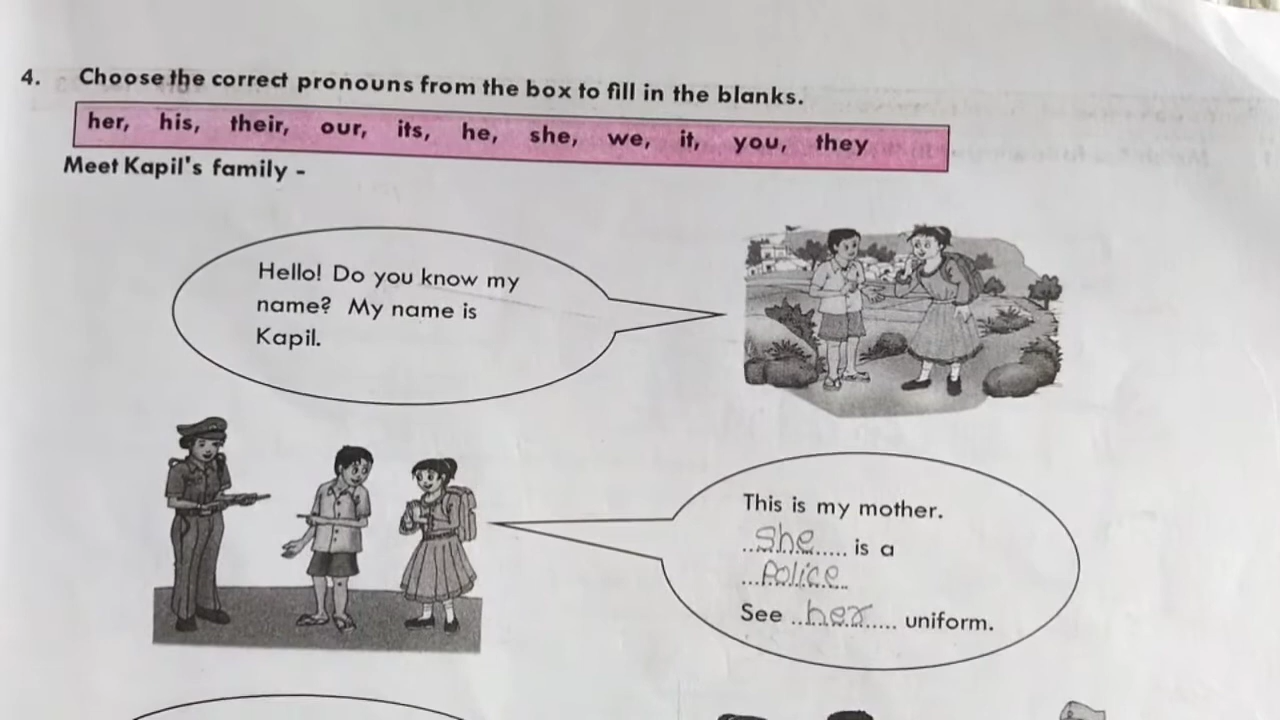 4. Choose the correct pronouns from the box to fill in the blanks.
her, his, their, our, its, he, she, we, it, you, they
Meet Kapil's family -
Hello! Do you know my
name? My name is
Kapil.
This is my mother.
..She..... is a
...Police...
See ..her..... uniform.